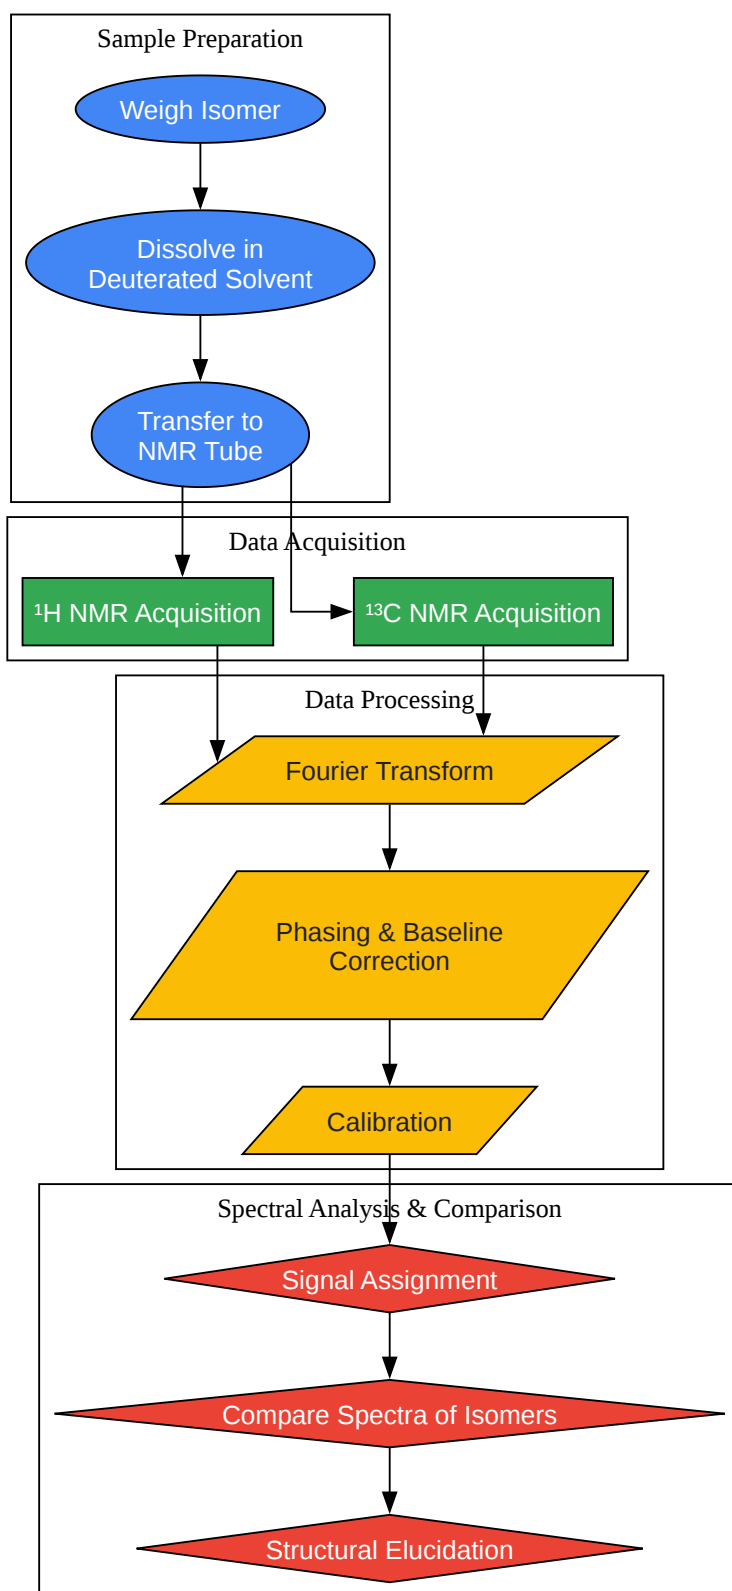 Sample Preparation
Weigh Isomer
Dissolve in
Deuterated Solvent
Transfer to
NMR Tube
Data Acquisition
¹H NMR Acquisition
¹³C NMR Acquisition
Data Processing
Fourier Transform
Phasing & Baseline
Correction
Calibration
Spectral Analysis & Comparison
Signal Assignment
Compare Spectra of Isomers
Structural Elucidation